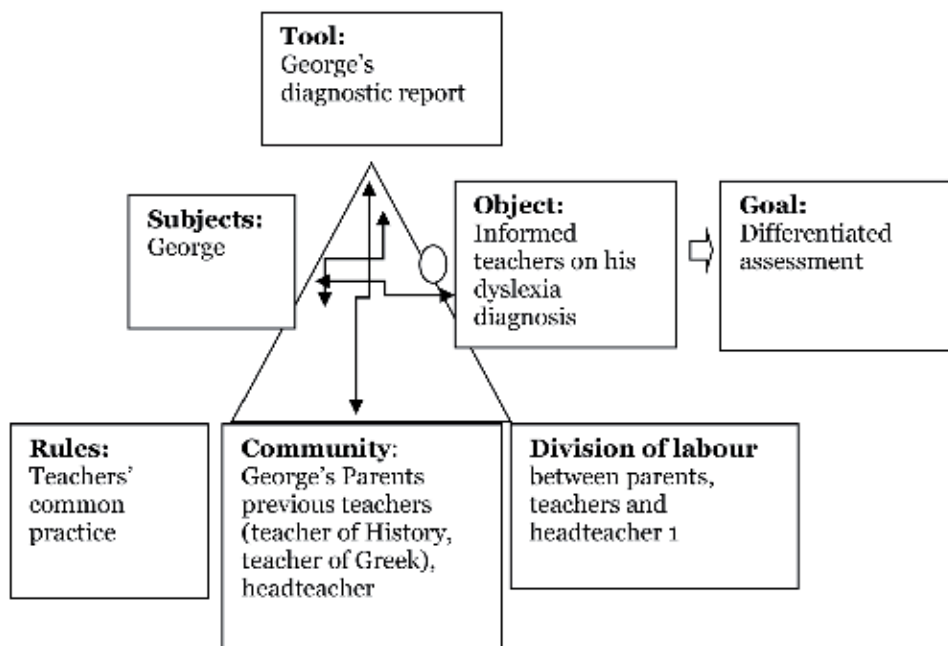 Tool:
George's
diagnostic report
Subjects:
George
Object:
Informed
teachers on his
dyslexia
diagnosis
Goal:
Differentiated
assessment
Rules:
Teachers'
common
practice
Community:
George's Parents
previous teachers
(teacher of History,
teacher of Greek),
headteacher
Division of labour
between parents,
teachers and
headteacher 1